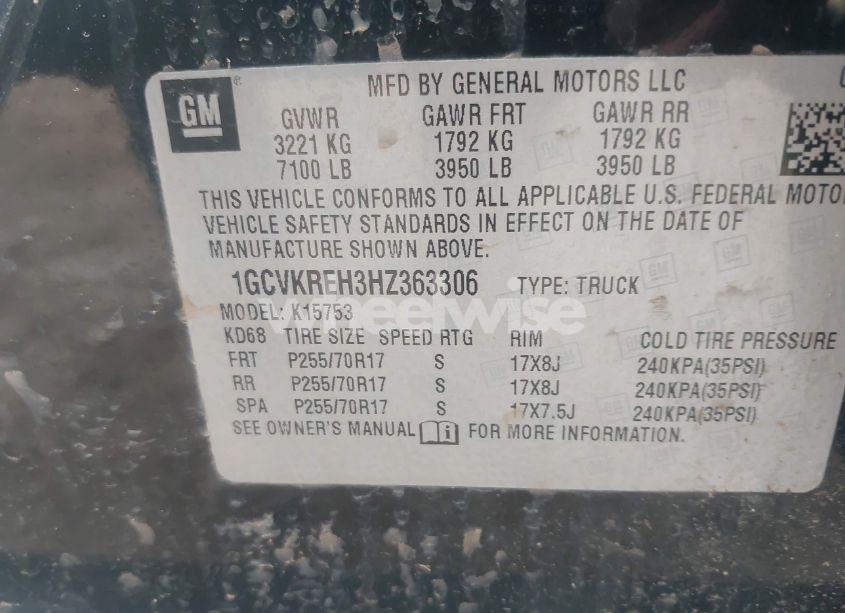 GM
MFD BY GENERAL MOTORS LLC
GVWR GAWR FRT GAWR RR
3221 KG 1792 KG 1792 KG
7100 LB 3950 LB 3950 LB
THIS VEHICLE CONFORMS TO ALL APPLICABLE U.S. FEDERAL MOTO
VEHICLE SAFETY STANDARDS IN EFFECT ON THE DATE OF
MANUFACTURE SHOWN ABOVE.
1GCVKREH3HZ363306 TYPE: TRUCK
MODEL: K15753
KD68 TIRE SIZE SPEED RTG RIM COLD TIRE PRESSURE
FRT P255/70R17 S 17X8J 240KPA(35PSI)
RR P255/70R17 S 17X8J 240KPA(35PSI)
SPA P255/70R17 S 17X7.5J 240KPA(35PSI)
SEE OWNER'S MANUAL i FOR MORE INFORMATION.
wheelwise